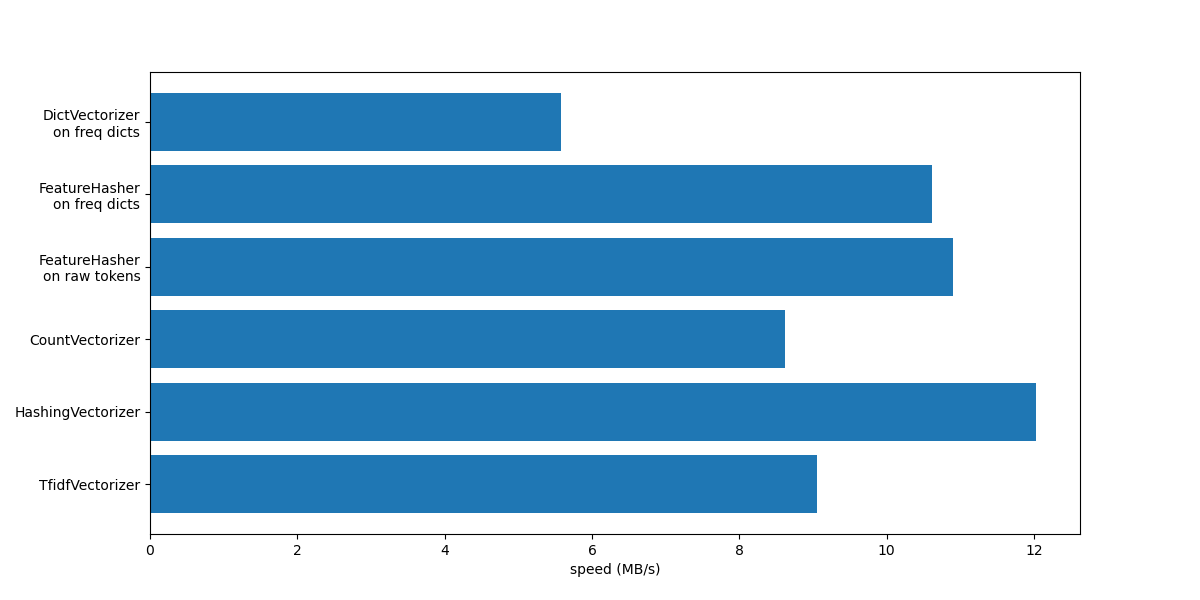 DictVectorizer
on freq dicts
FeatureHasher
on freq dicts
FeatureHasher
on raw tokens
CountVectorizer
HashingVectorizer
TfidfVectorizer
0 2 4 6 8 10 12
speed (MB/s)